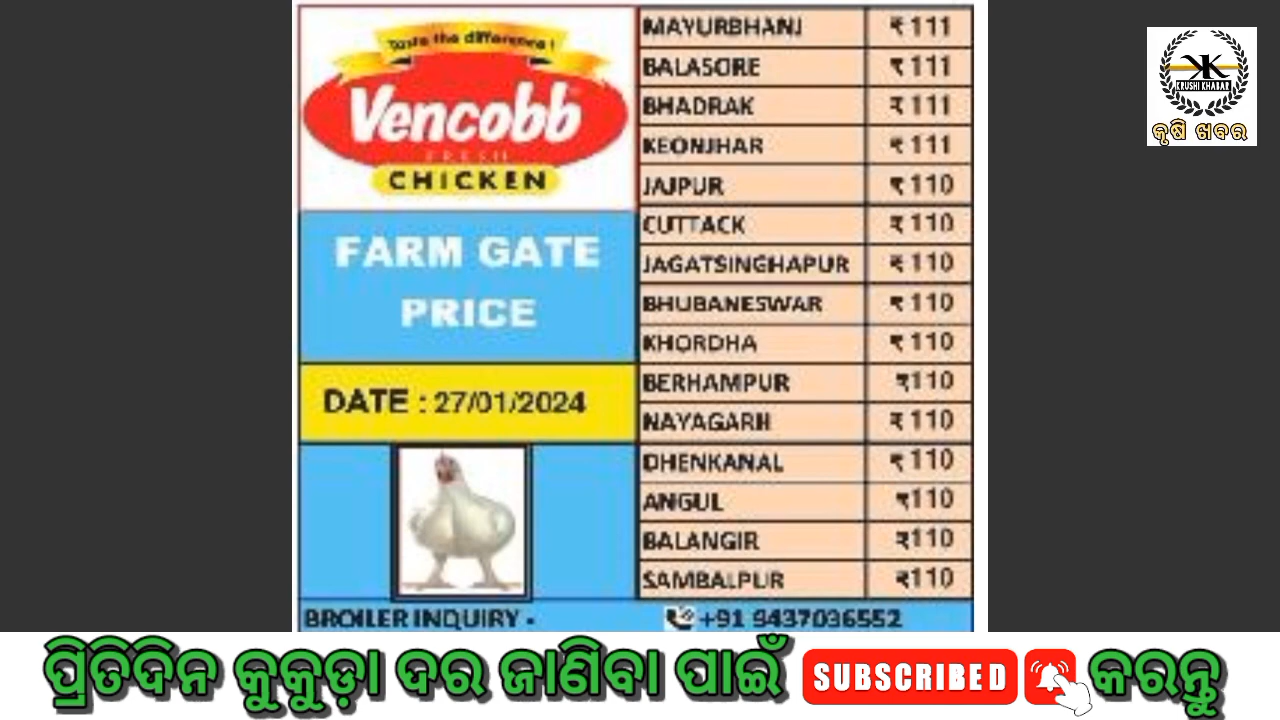 Taste the difference !
Vencobb
FRESH
CHICKEN
FARM GATE
PRICE
DATE : 27/01/2024
MAYURBHANJ ₹ 111
BALASORE ₹ 111
BHADRAK ₹ 111
KEONJHAR ₹ 111
JAJPUR ₹ 110
CUTTACK ₹ 110
JAGATSINGHAPUR ₹ 110
BHUBANESWAR ₹ 110
KHORDHA ₹ 110
BERHAMPUR ₹110
NAYAGARH ₹ 110
DHENKANAL ₹ 110
ANGUL ₹110
BALANGIR ₹110
SAMBALPUR ₹110
BROILER INQUIRY - +91 9437036552
KK
KRUSHI KHABAR
କୃଷି ଖବର
ପ୍ରିତିଦିନ କୁକୁଡ଼ା ଦର ଜାଣିବା ପାଇଁ SUBSCRIBED କରନ୍ତୁ